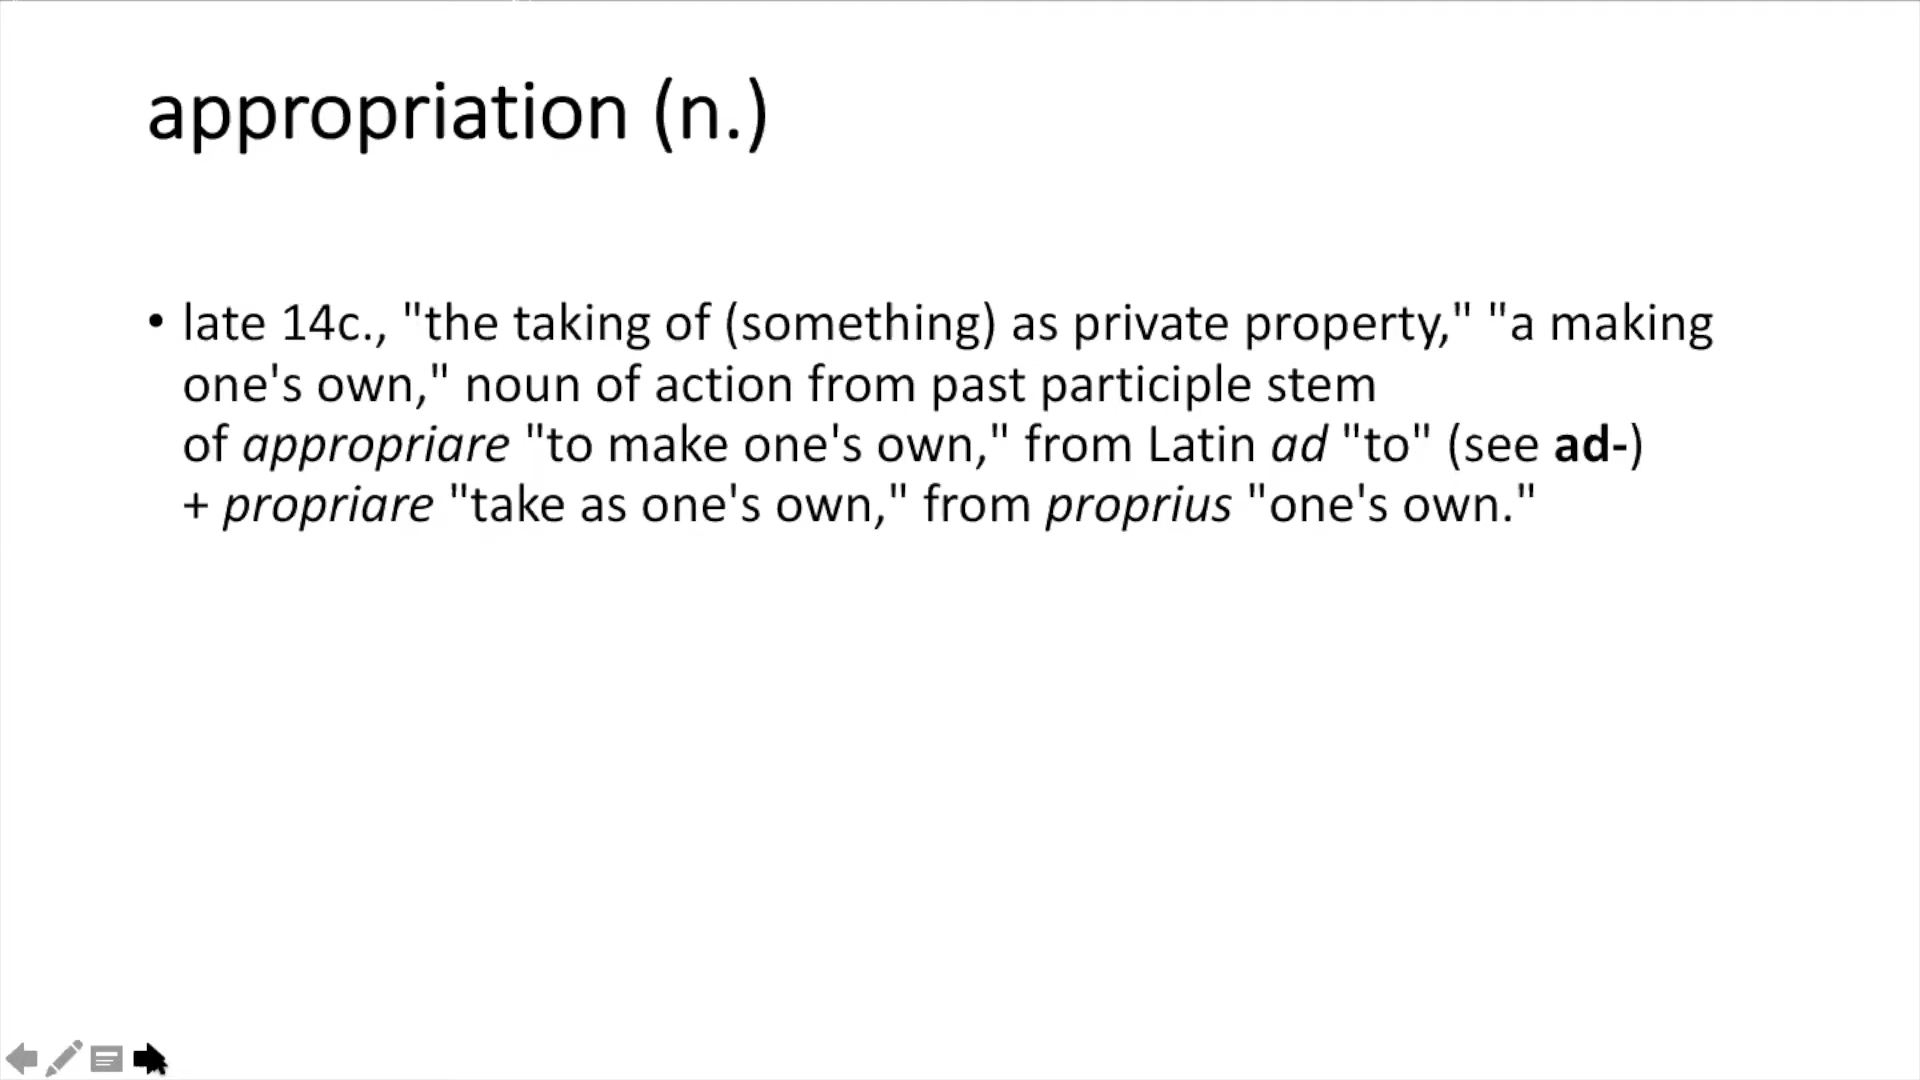 appropriation (n.)
• late 14c., "the taking of (something) as private property," "a making
one's own," noun of action from past participle stem
of appropriare "to make one's own," from Latin ad "to" (see ad-)
+ propriare "take as one's own," from proprius "one's own."